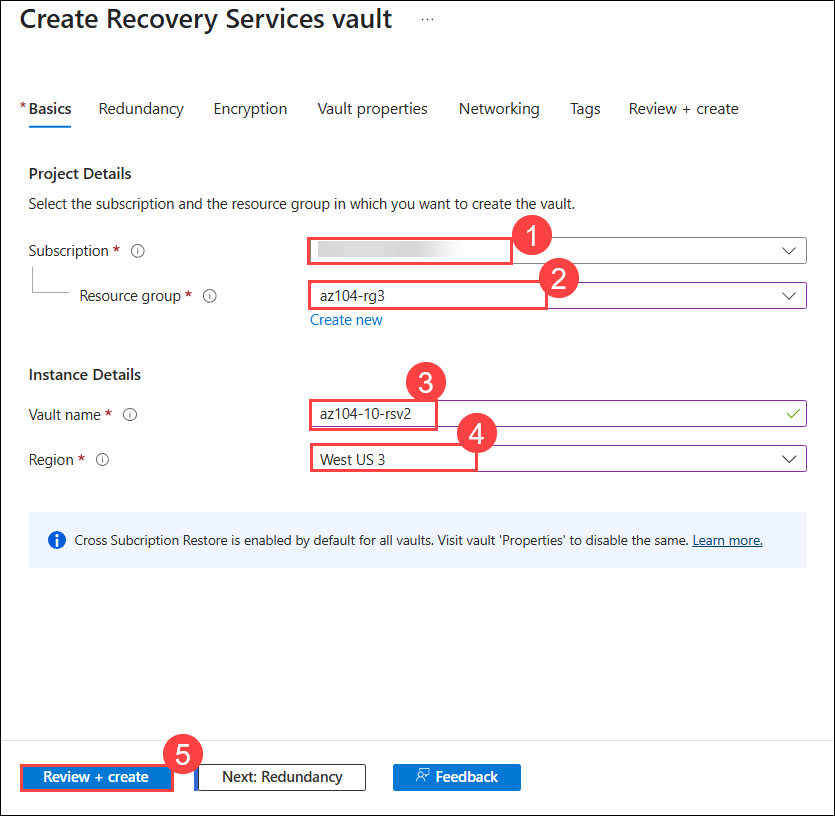 Create Recovery Services vault ...
* Basics Redundancy Encryption Vault properties Networking Tags Review + create
Project Details
Select the subscription and the resource group in which you want to create the vault.
1
Subscription *
2
Resource group * az104-rg3
Create new
Instance Details
3
Vault name * az104-10-rsv2
4
Region * West US 3
Cross Subcription Restore is enabled by default for all vaults. Visit vault 'Properties' to disable the same. Learn more.
5
Review + create Next: Redundancy Feedback